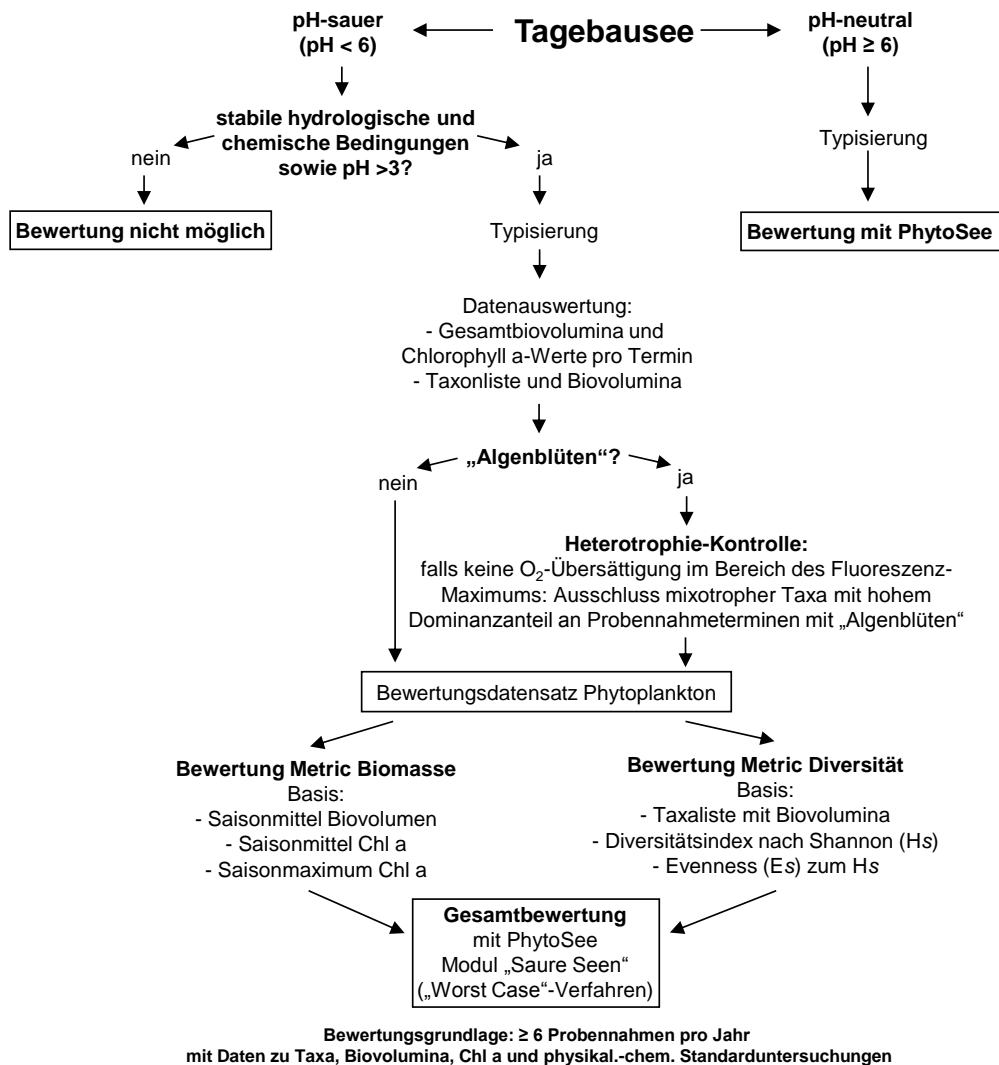 pH-sauer
(pH < 6)
Tagebausee
pH-neutral
(pH ≥ 6)
stabile hydrologische und
chemische Bedingungen
sowie pH >3?
nein
ja
Typisierung
Bewertung nicht möglich
Typisierung
Bewertung mit PhytoSee
Datenauswertung:
- Gesamtbiovolumina und
Chlorophyll a-Werte pro Termin
- Taxonliste und Biovolumina
„Algenblüten“?
nein
ja
Heterotrophie-Kontrolle:
falls keine O₂-Übersättigung im Bereich des Fluoreszenz-
Maximums: Ausschluss mixotropher Taxa mit hohem
Dominanzanteil an Probennahmeterminen mit „Algenblüten“
Bewertungsdatensatz Phytoplankton
Bewertung Metric Biomasse
Basis:
- Saisonmittel Biovolumen
- Saisonmittel Chl a
- Saisonmaximum Chl a
Bewertung Metric Diversität
Basis:
- Taxaliste mit Biovolumina
- Diversitätsindex nach Shannon (Hs)
- Evenness (Es) zum Hs
Gesamtbewertung
mit PhytoSee
Modul „Saure Seen“
(„Worst Case“-Verfahren)
Bewertungsgrundlage: ≥ 6 Probennahmen pro Jahr
mit Daten zu Taxa, Biovolumina, Chl a und physikal.-chem. Standarduntersuchungen